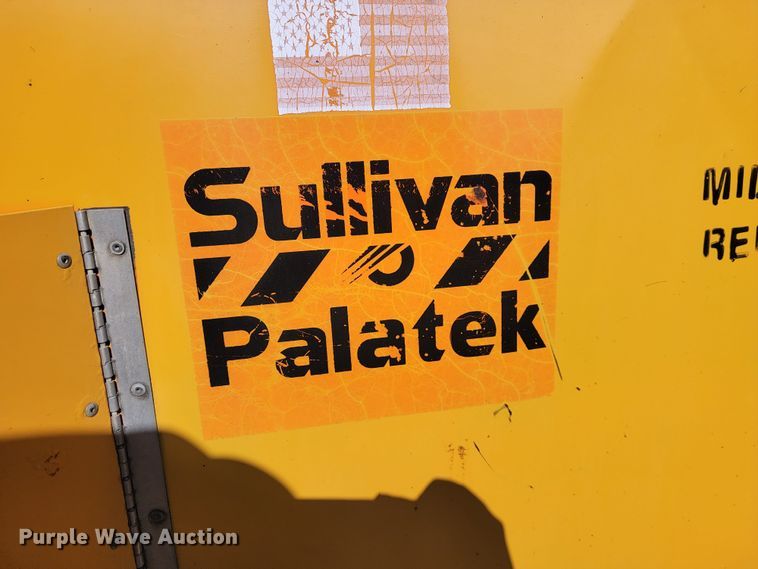 Sullivan
Palatek
Purple Wave Auction